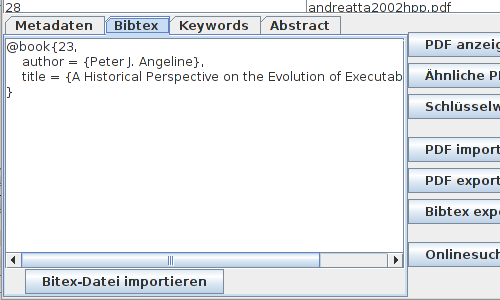 28 andreatta2002hpp.pdf
Metadaten Bibtex Keywords Abstract
@book{23,
author = {Peter J. Angeline},
title = {A Historical Perspective on the Evolution of Executab
}
PDF anzeig
Ähnliche P
Schlüsselw
PDF import
PDF export
Bibtex expo
Onlinesuch
Bitex-Datei importieren